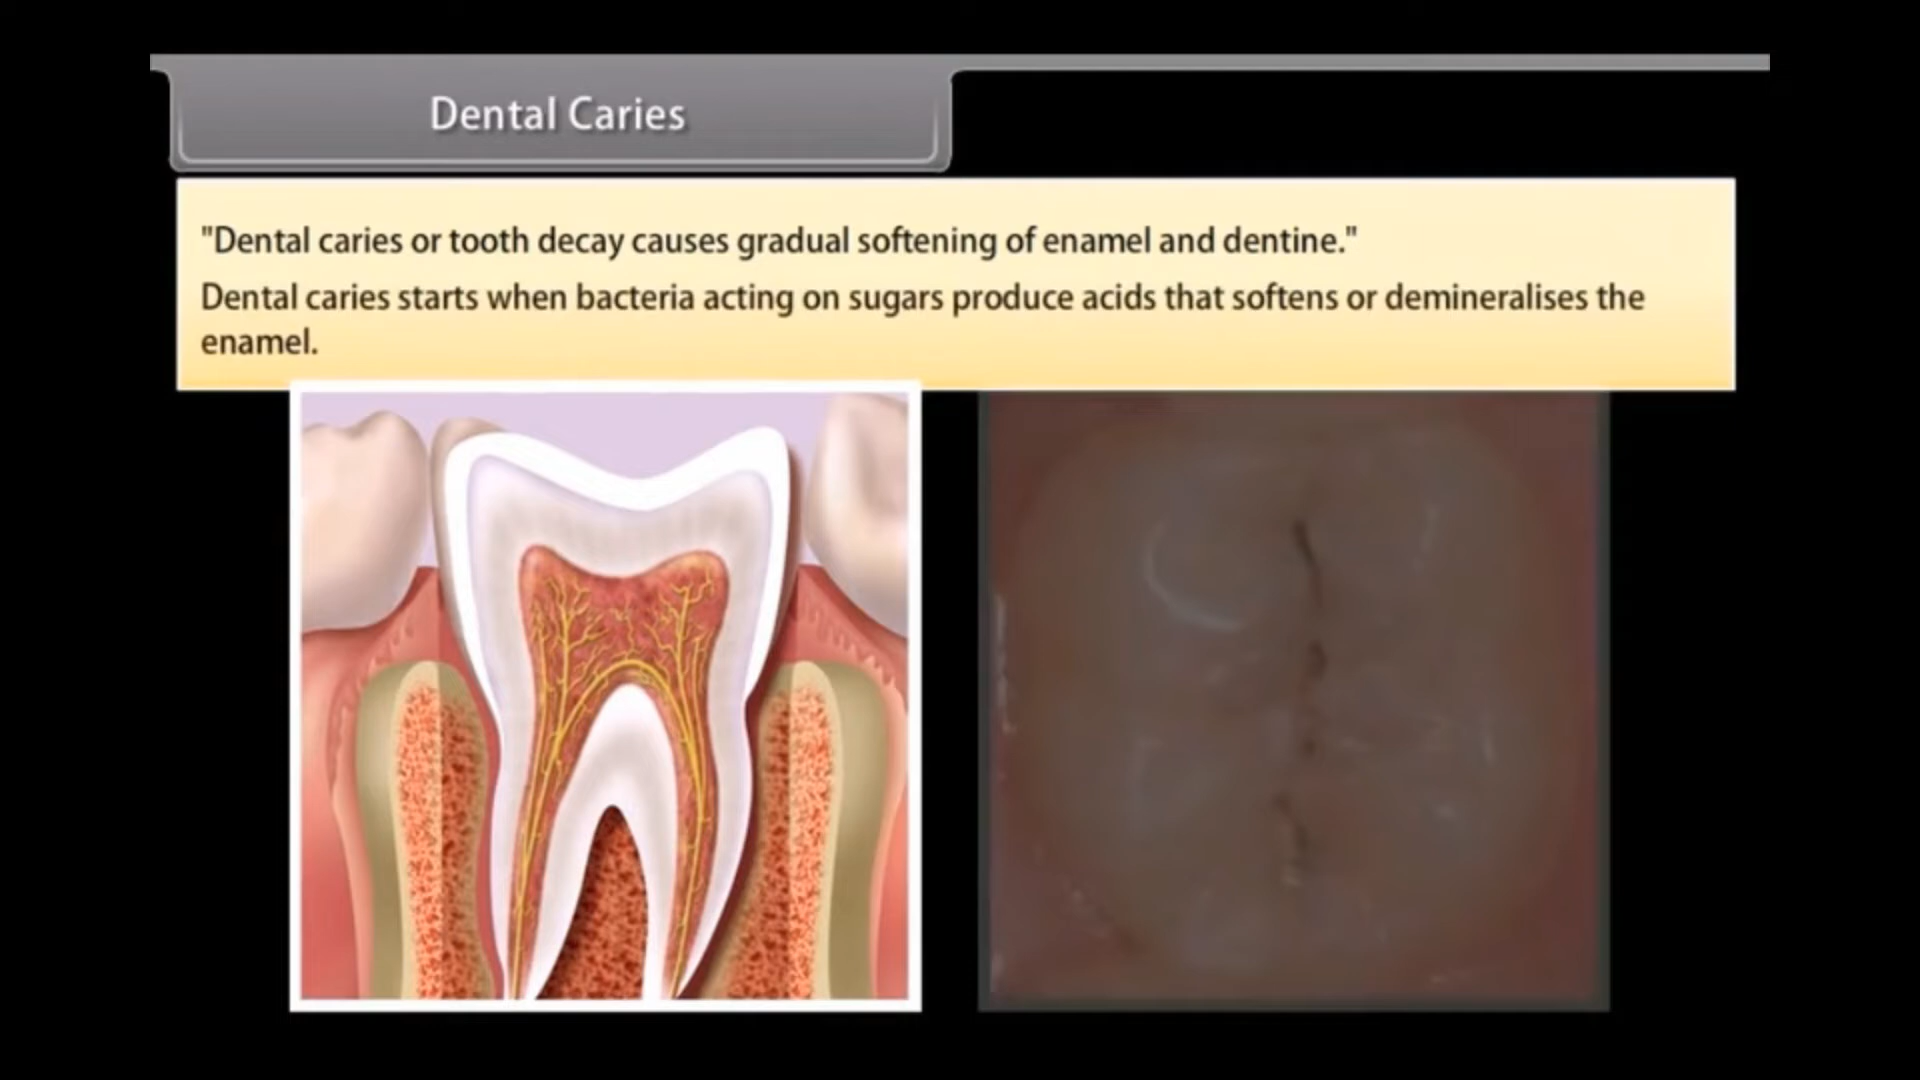 Dental Caries
"Dental caries or tooth decay causes gradual softening of enamel and dentine."
Dental caries starts when bacteria acting on sugars produce acids that softens or demineralises the
enamel.